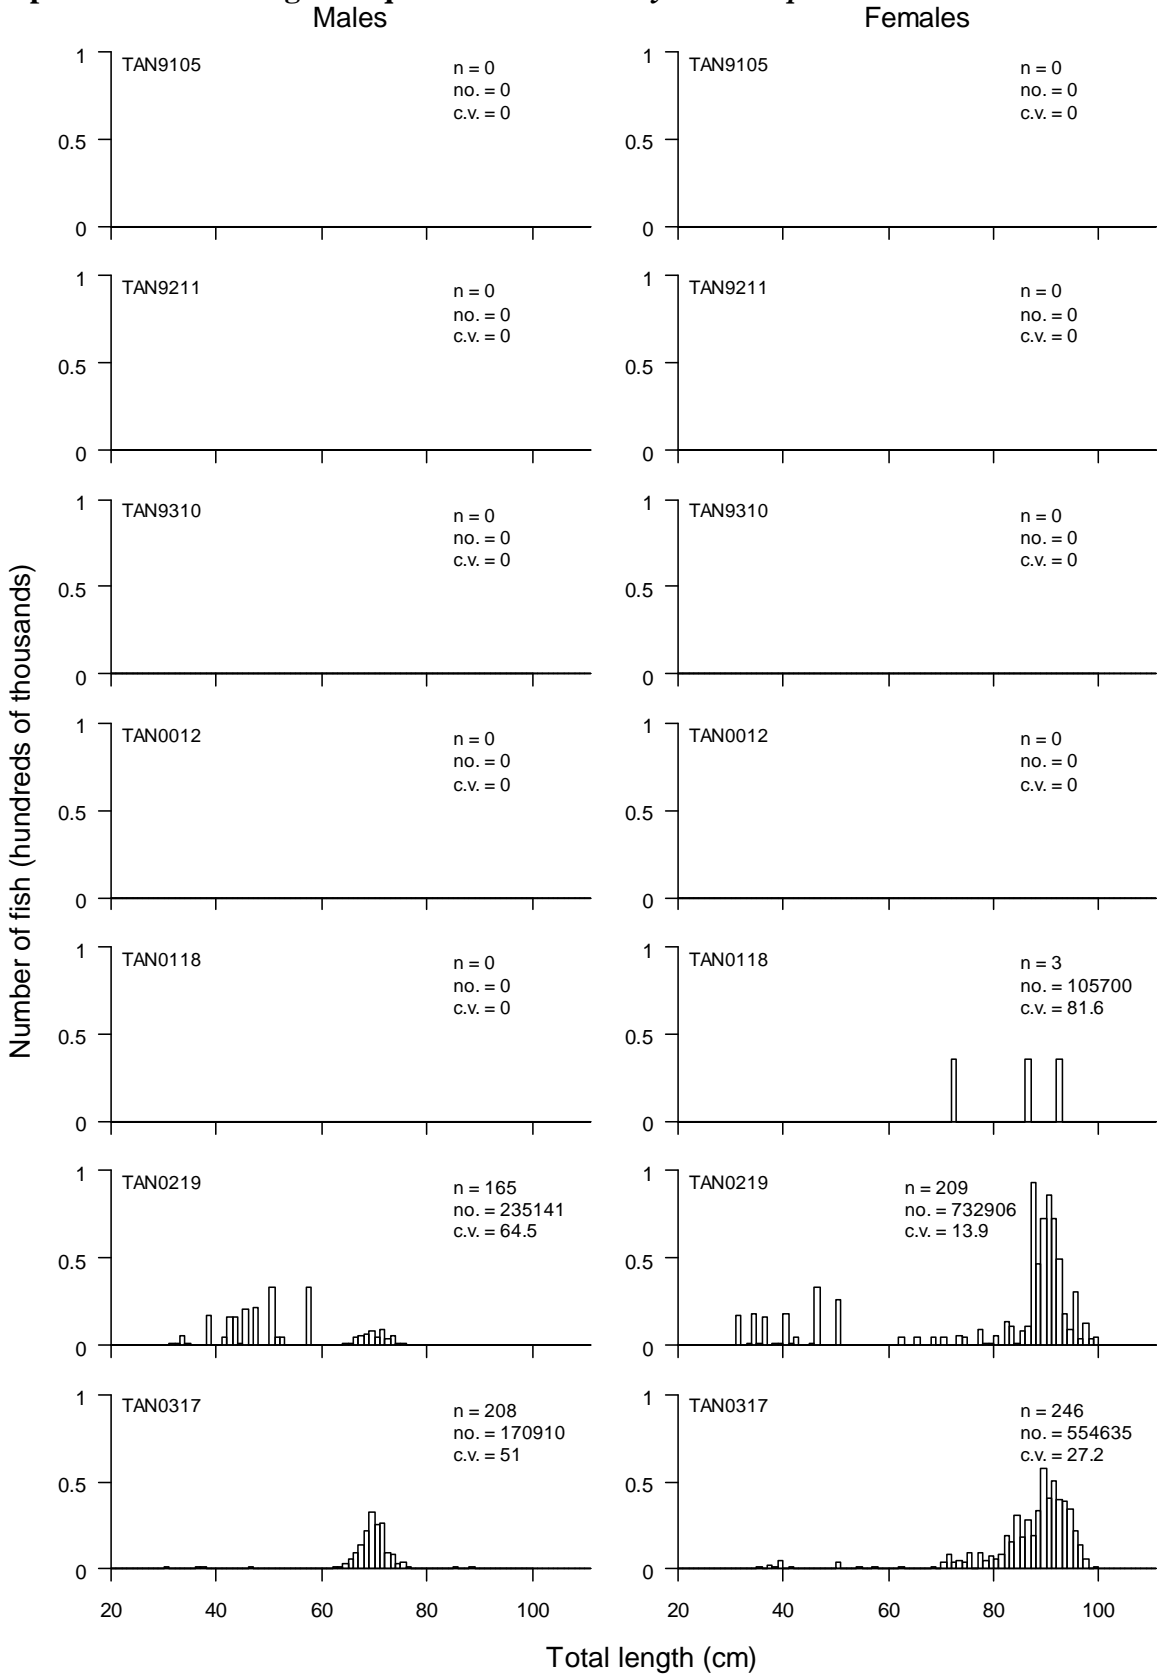 Males Females
1 TAN9105 n = 0 1 TAN9105 n = 0
no. = 0 no. = 0
c.v. = 0 c.v. = 0
0.5 0.5
0 0
1 TAN9211 n = 0 1 TAN9211 n = 0
no. = 0 no. = 0
c.v. = 0 c.v. = 0
0.5 0.5
0 0
1 TAN9310 n = 0 1 TAN9310 n = 0
no. = 0 no. = 0
c.v. = 0 c.v. = 0
0.5 0.5
0 0
1 TAN0012 n = 0 1 TAN0012 n = 0
no. = 0 no. = 0
c.v. = 0 c.v. = 0
0.5 0.5
0 0
1 TAN0118 n = 0 1 TAN0118 n = 3
no. = 0 no. = 105700
c.v. = 0 c.v. = 81.6
0.5 0.5
0 0
1 TAN0219 n = 165 1 TAN0219 n = 209
no. = 235141 no. = 732906
c.v. = 64.5 c.v. = 13.9
0.5 0.5
0 0
1 TAN0317 n = 208 1 TAN0317 n = 246
no. = 170910 no. = 554635
c.v. = 51 c.v. = 27.2
0.5 0.5
0 0
20 40 60 80 100 20 40 60 80 100
Number of fish (hundreds of thousands)
Total length (cm)